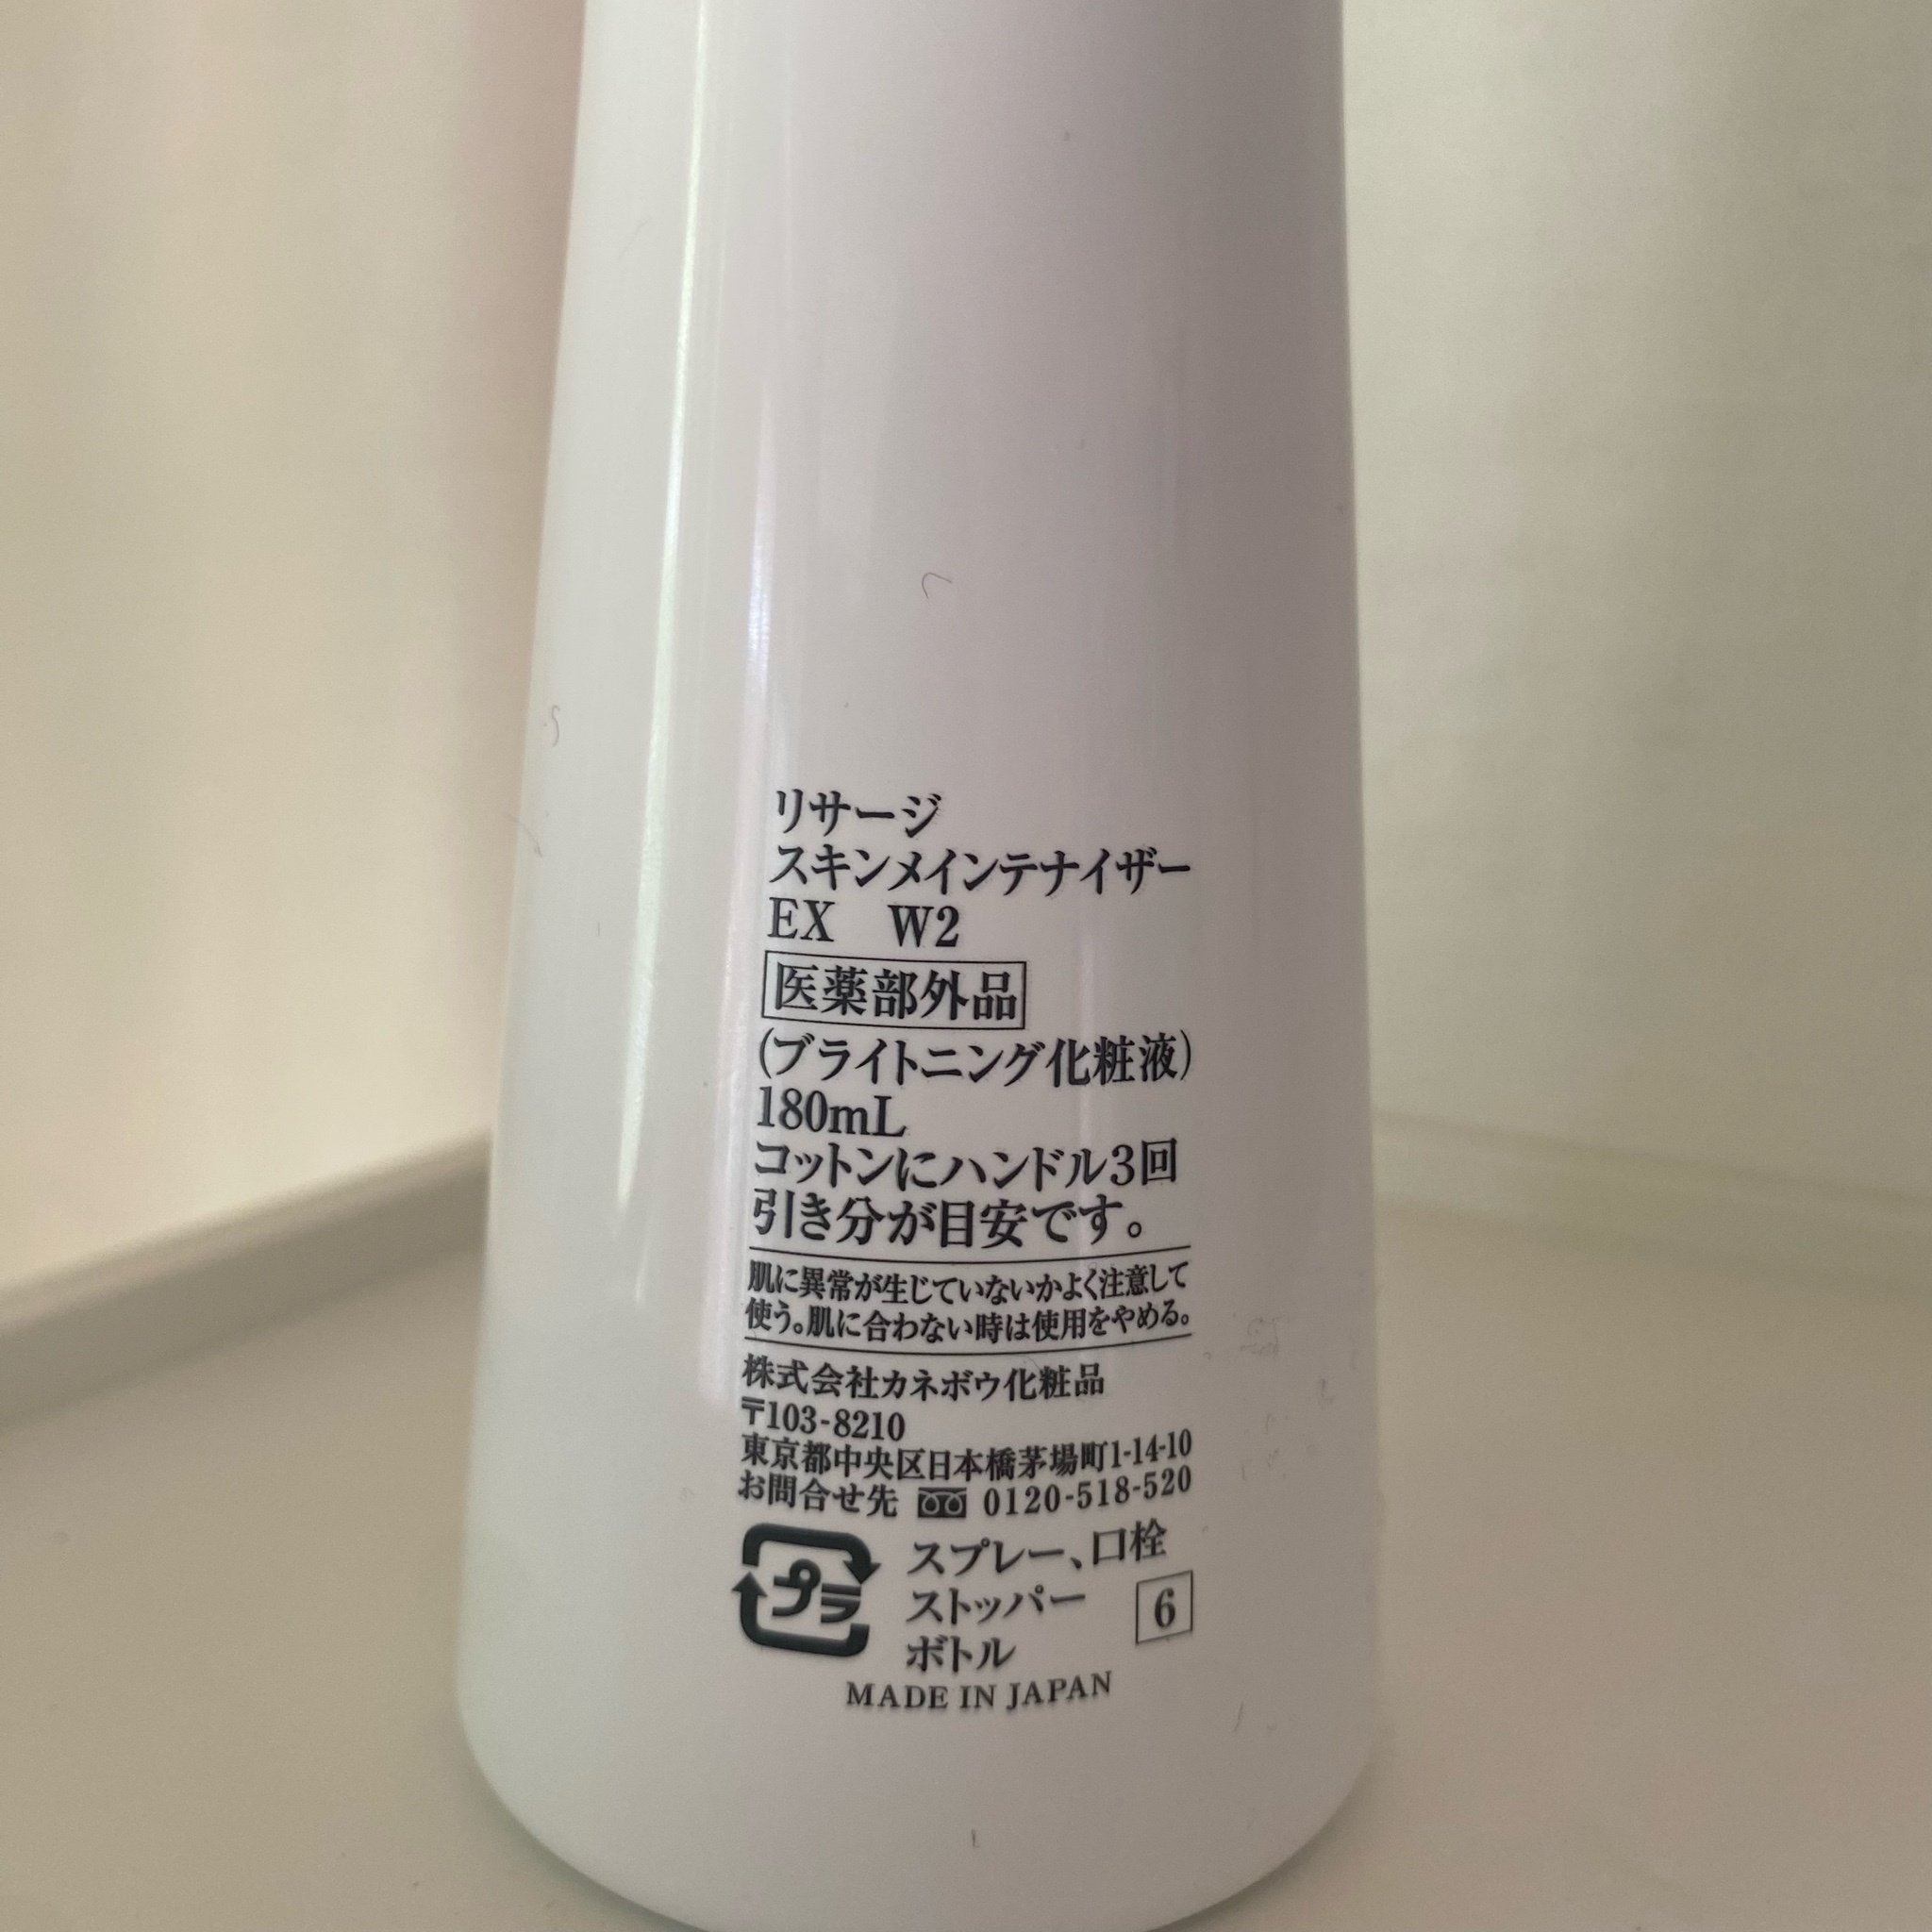 リサージ
スキンメインテナイザー
EX　W2
医薬部外品
(ブライトニング化粧液)
180mL
コットンにハンドル3回
引き分が目安です。
肌に異常が生じていないかよく注意して
使う。肌に合わない時は使用をやめる。
株式会社カネボウ化粧品
〒103-8210
東京都中央区日本橋茅場町1-14-10
お問合せ先 0120-518-520
プラ
スプレー、口栓
ストッパー
ボトル
6
MADE IN JAPAN